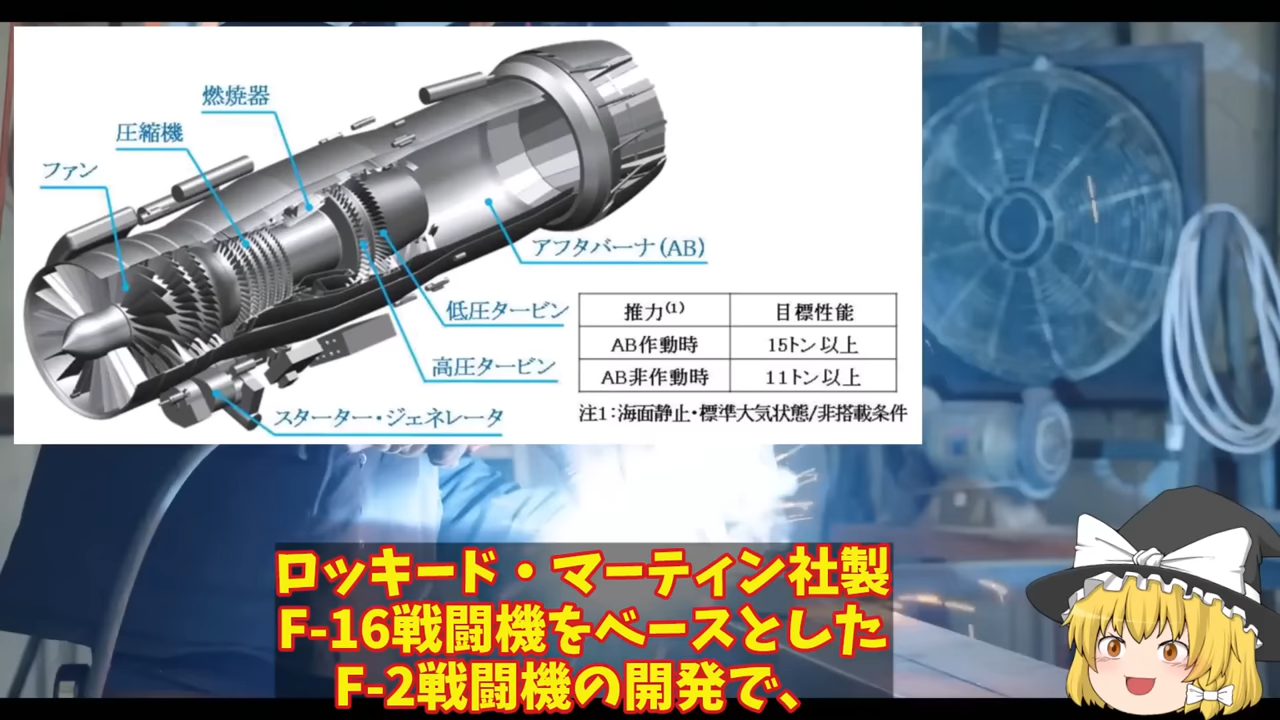 燃焼器
圧縮機
ファン
アフタバーナ(AB)
低圧タービン
高圧タービン
スターター・ジェネレータ
推力(1) 目標性能
AB作動時 15トン以上
AB非作動時 11トン以上
注1:海面静止・標準大気状態/非搭載条件
ロッキード・マーティン社製
F-16戦闘機をベースとした
F-2戦闘機の開発で、